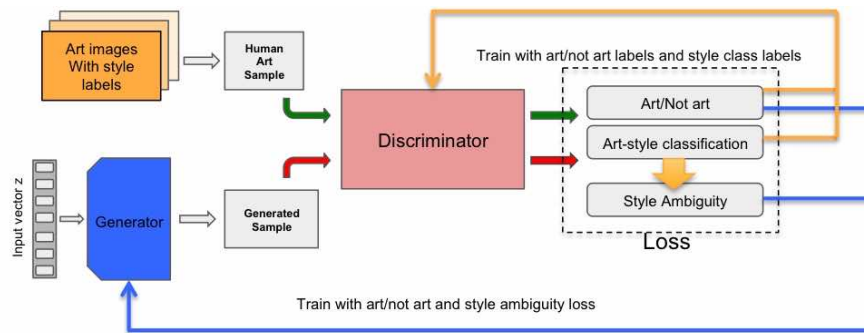 Art images
With style
labels
Human
Art
Sample
Train with art/not art labels and style class labels
Art/Not art
Discriminator
Art-style classification
Input vector z
Generator
Generated
Sample
Style Ambiguity
Loss
Train with art/not art and style ambiguity loss